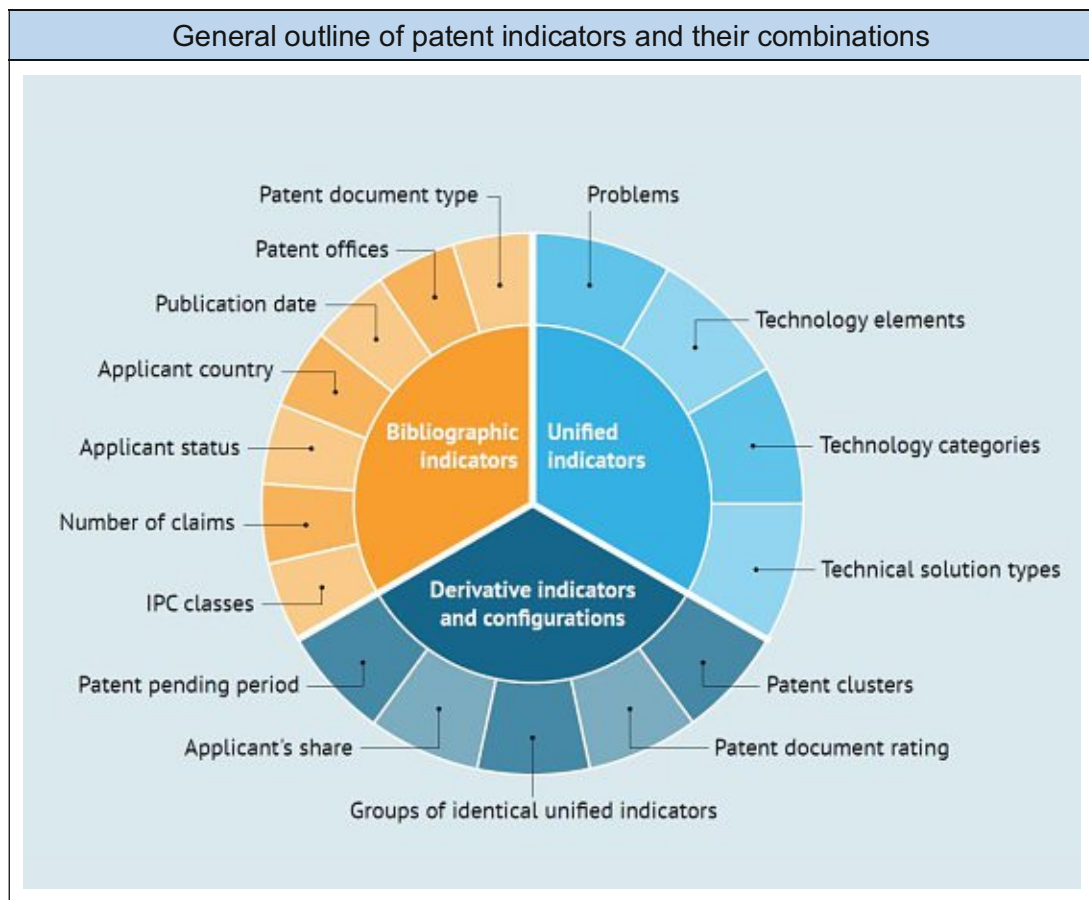 General outline of patent indicators and their combinations
Patent document type
Problems
Patent offices
Publication date
Technology elements
Applicant country
Bibliographic
indicators
Unified
indicators
Applicant status
Technology categories
Number of claims
Technical solution types
IPC classes
Derivative indicators
and configurations
Patent pending period
Patent clusters
Applicant's share
Patent document rating
Groups of identical unified indicators